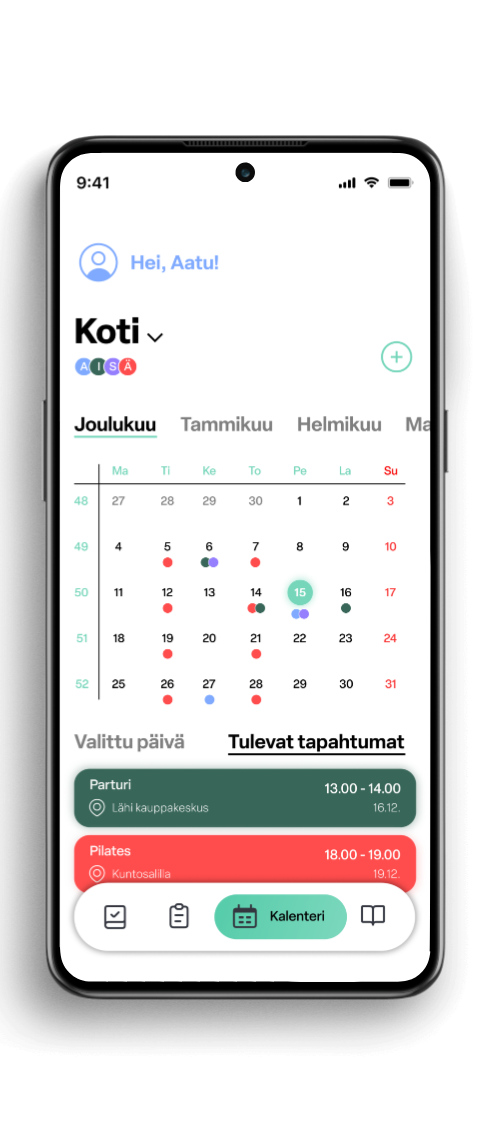 9:41
Hei, Aatu!
Koti
A I S Ä
Joulukuu Tammikuu Helmikuu Ma
Ma Ti Ke To Pe La Su
48 27 28 29 30 1 2 3
49 4 5 6 7 8 9 10
50 11 12 13 14 15 16 17
51 18 19 20 21 22 23 24
52 25 26 27 28 29 30 31
Valittu päivä Tulevat tapahtumat
Parturi 13.00 - 14.00
Lähi kauppakeskus 16.12.
Pilates 18.00 - 19.00
Kuntosalilla 19.12.
Kalenteri